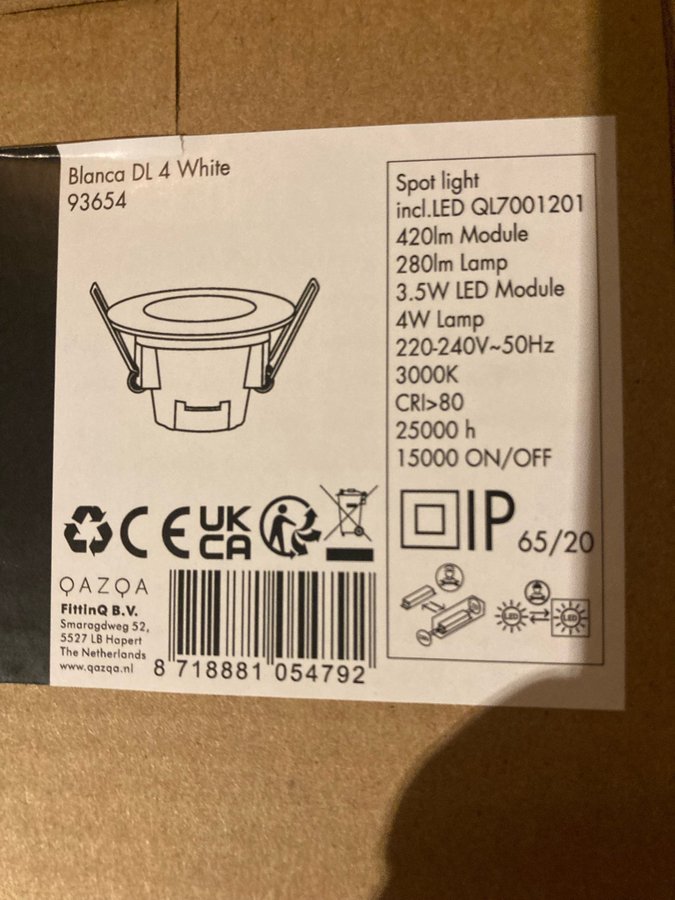 Blanca DL 4 White
93654
Spot light
incl.LED QL7001201
420lm Module
280lm Lamp
3.5W LED Module
4W Lamp
220-240V~50Hz
3000K
CRI>80
25000 h
15000 ON/OFF
IP 65/20
CE UK
CA
QAZQA
FittinQ B.V.
Smaragdweg 52,
5527 LB Hapert
The Netherlands
www.qazqa.nl
8 718881 054792
LED
LED